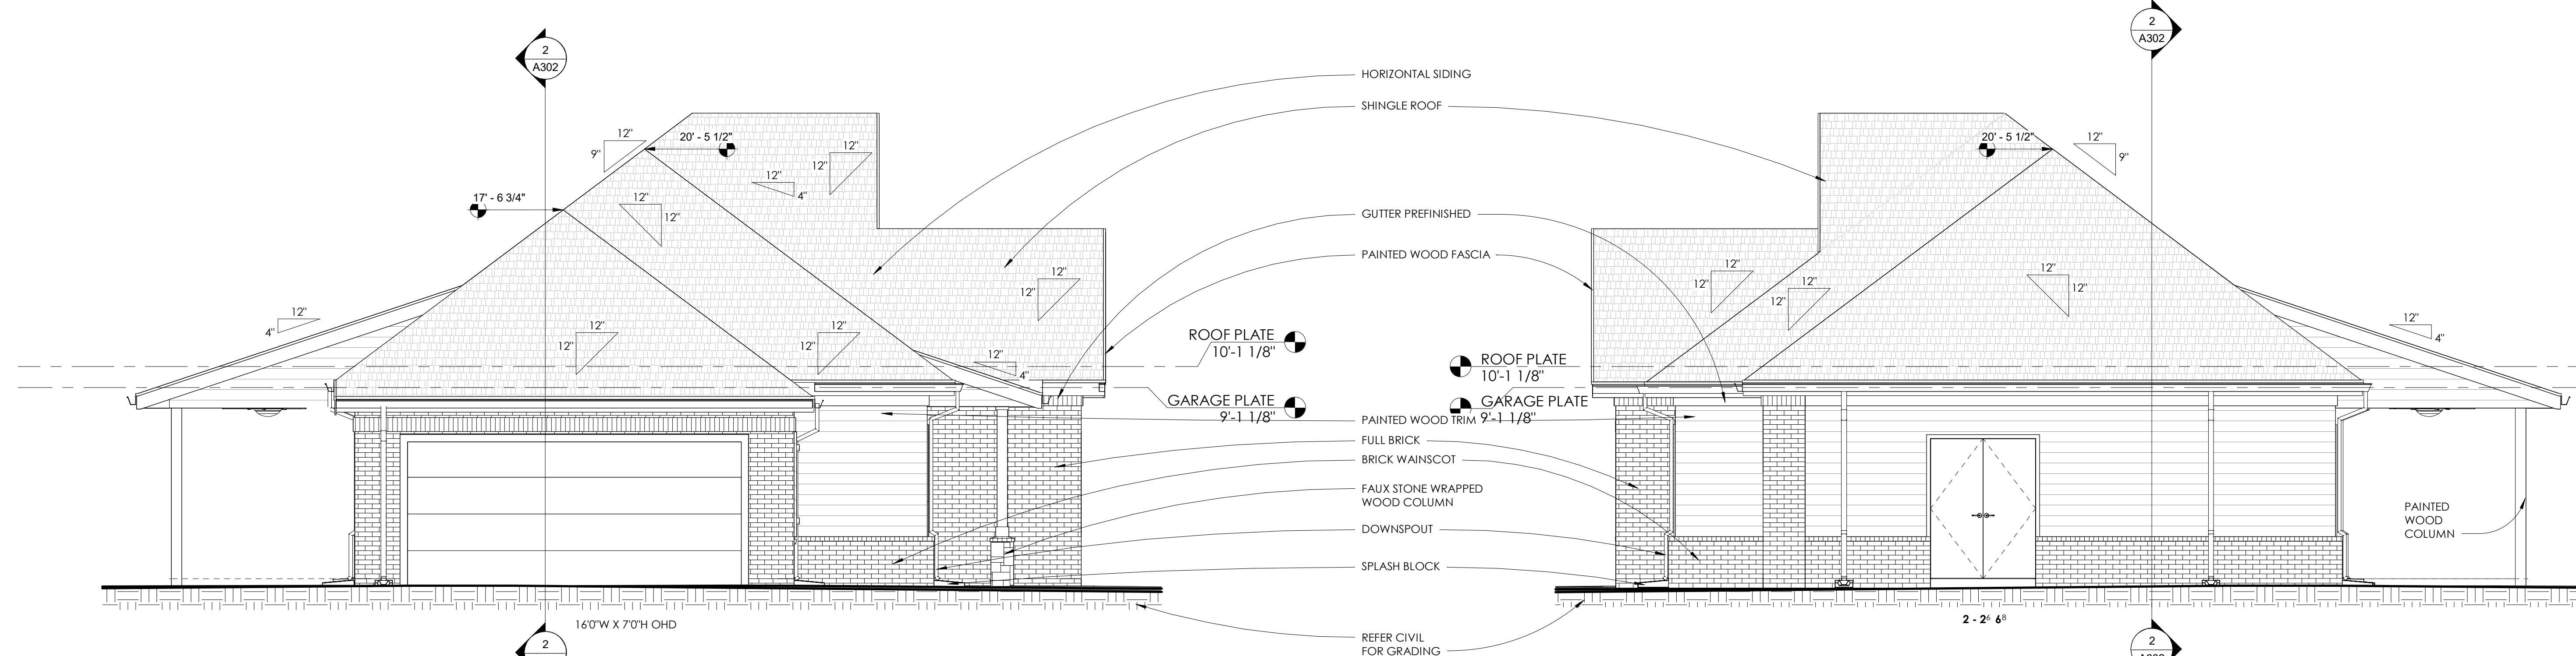 2
A302
20' - 5 1/2"
12"
9"
12"
12"
12"
4"
17' - 6 3/4"
12"
12"
12"
12"
12"
4"
12"
12"
12"
12"
12"
4"
ROOF PLATE
10'-1 1/8"
GARAGE PLATE
9'-1 1/8"
16'0"W X 7'0"H OHD
2
HORIZONTAL SIDING
SHINGLE ROOF
GUTTER PREFINISHED
PAINTED WOOD FASCIA
PAINTED WOOD TRIM
FULL BRICK
BRICK WAINSCOT
FAUX STONE WRAPPED
WOOD COLUMN
DOWNSPOUT
SPLASH BLOCK
REFER CIVIL
FOR GRADING
2
A302
20' - 5 1/2"
12"
9"
12"
12"
12"
12"
12"
12"
12"
4"
ROOF PLATE
10'-1 1/8"
GARAGE PLATE
9'-1 1/8"
PAINTED
WOOD
COLUMN
2 - 2⁶ 6⁸
2
A302